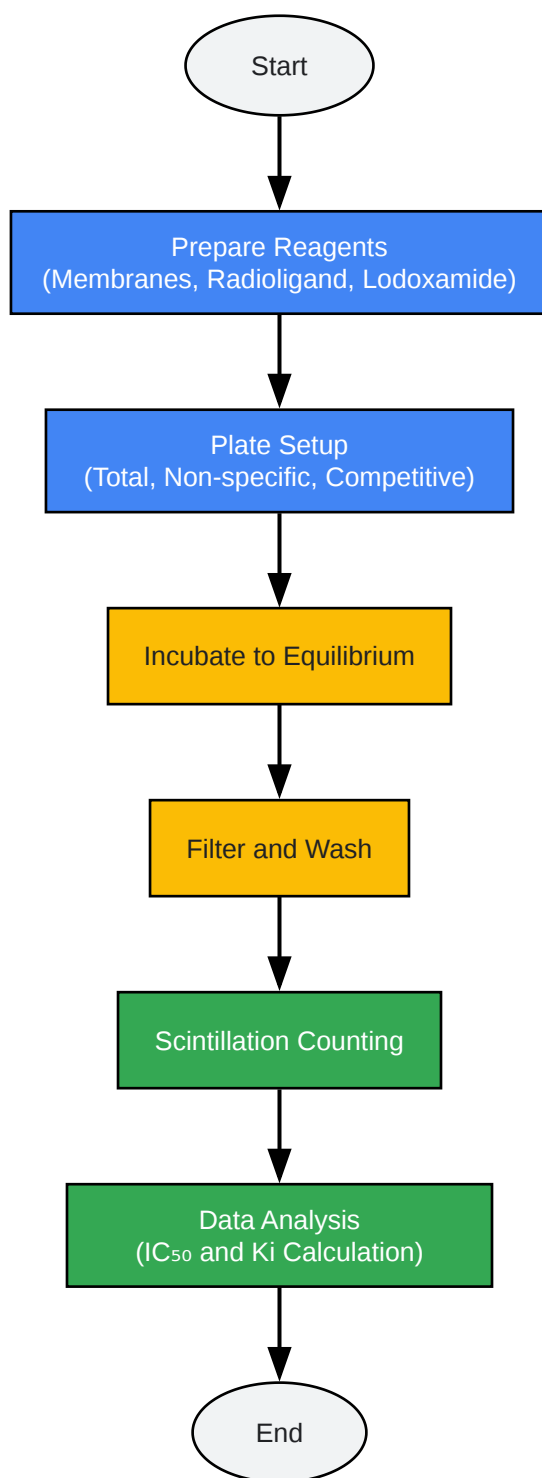 Start
Prepare Reagents
(Membranes, Radioligand, Lodoxamide)
Plate Setup
(Total, Non-specific, Competitive)
Incubate to Equilibrium
Filter and Wash
Scintillation Counting
Data Analysis
(IC₅₀ and Ki Calculation)
End